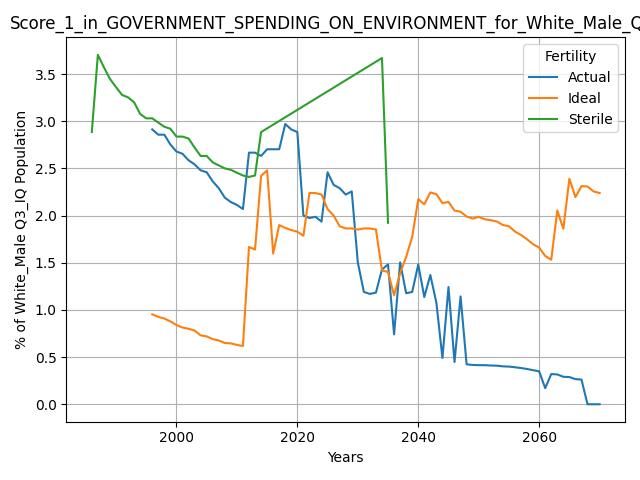 Score_1_in_GOVERNMENT_SPENDING_ON_ENVIRONMENT_for_White_Male_Q
Fertility
Actual
Ideal
Sterile
% of White_Male Q3_IQ Population
3.5
3.0
2.5
2.0
1.5
1.0
0.5
0.0
2000
2020
2040
2060
Years